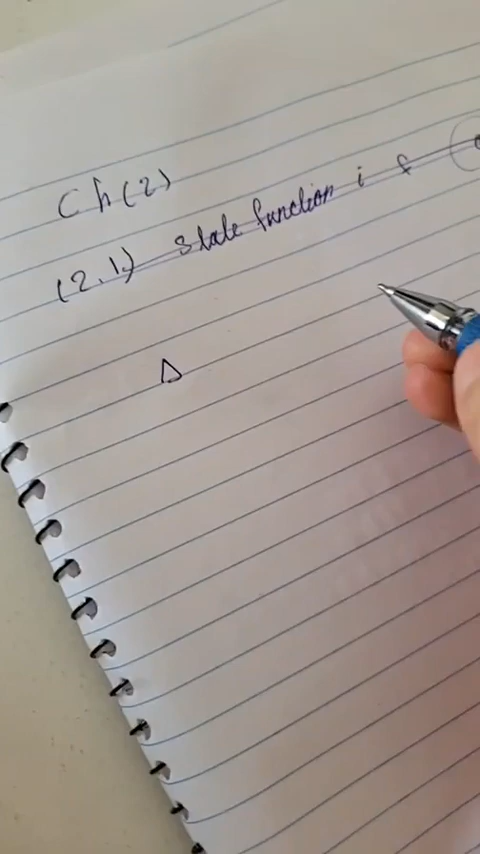 Ch(2)
(2.1) State function i f
Δ